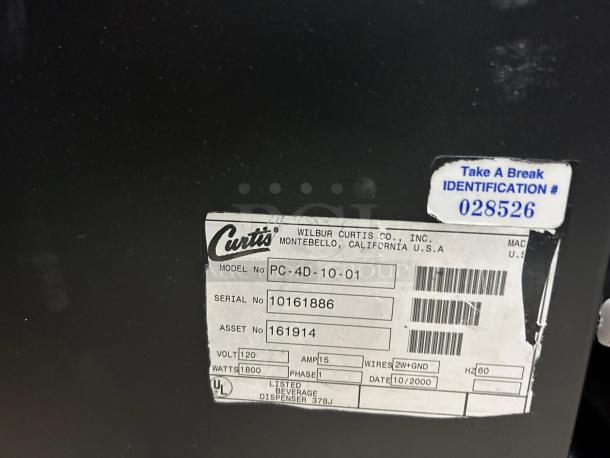 Take A Break
IDENTIFICATION #
028526
Curtis®
WILBUR CURTIS CO., INC.
MONTEBELLO, CALIFORNIA U.S.A
MAD
U.S
MODEL No PC-4D-10-01
SERIAL No 10161886
ASSET No 161914
VOLT 120 AMP 15 WIRES 2W+GND HZ 60
WATTS 1800 PHASE 1 DATE 10/2000
UL LISTED
BEVERAGE
DISPENSER 378J